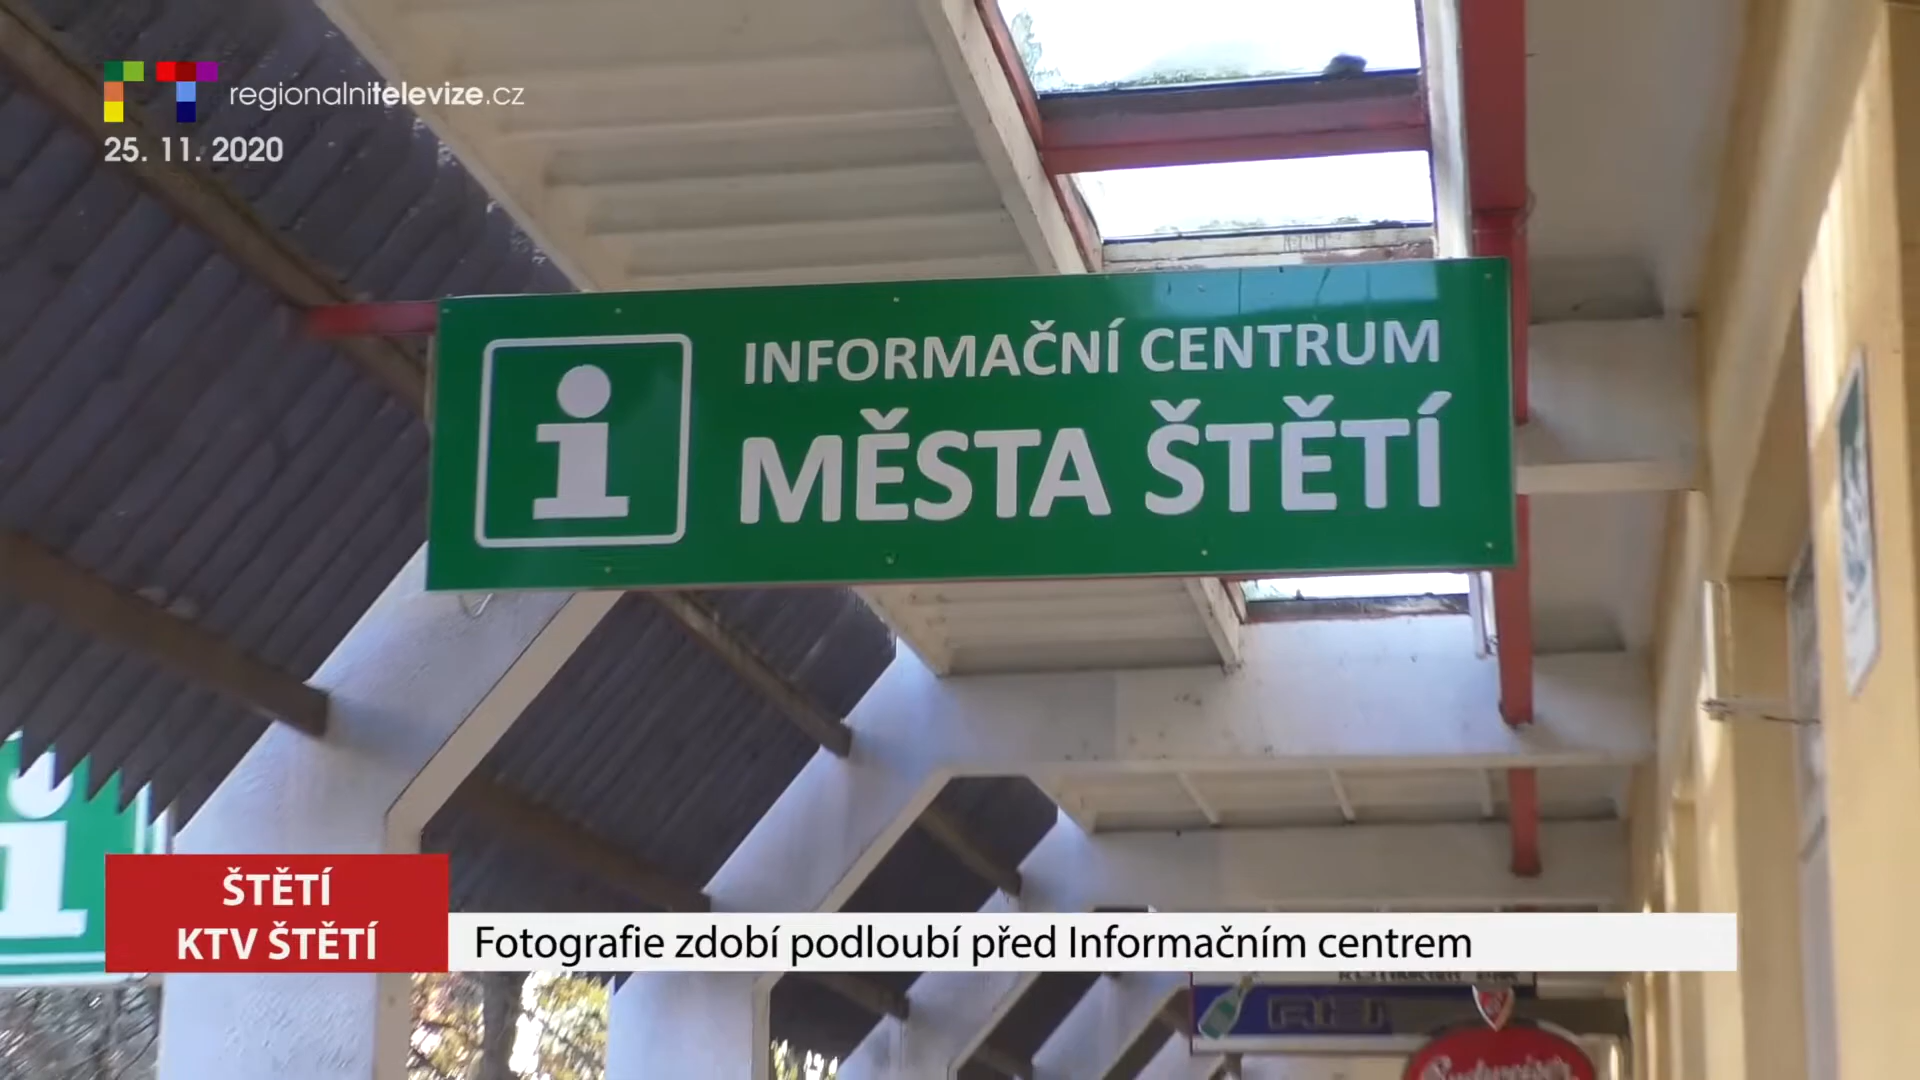 regionalnitelevize.cz
25. 11. 2020
INFORMAČNÍ CENTRUM
MĚSTA ŠTĚTÍ
ŠTĚTÍ
KTV ŠTĚTÍ
Fotografie zdobí podloubí před Informačním centrem